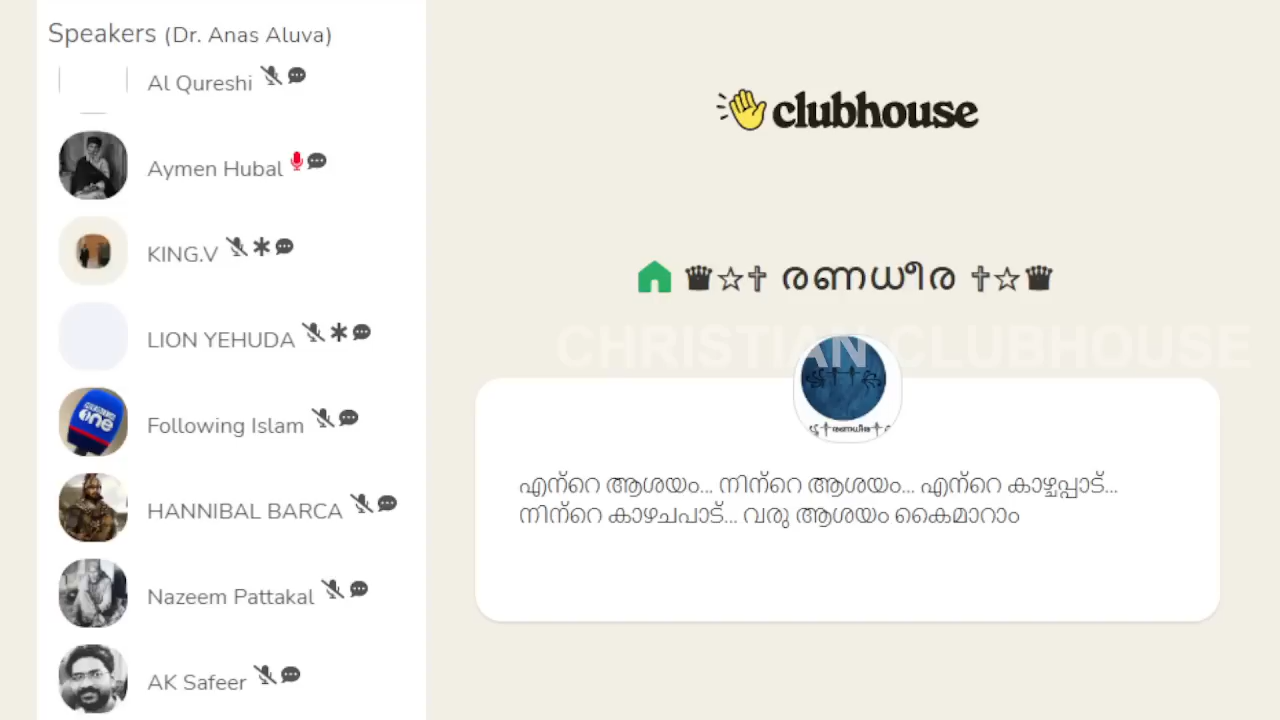 Speakers (Dr. Anas Aluva)
Al Qureshi
Aymen Hubal
KING.V
LION YEHUDA
Following Islam
HANNIBAL BARCA
Nazeem Pattakal
AK Safeer
clubhouse
♛☆✝ രണധീര ✝☆♛
CHRISTIAN CLUBHOUSE
എന്റെ ആശയം... നിന്റെ ആശയം... എന്റെ കാഴ്ചപ്പാട്...
നിന്റെ കാഴചപാട്... വരു ആശയം കൈമാറാം